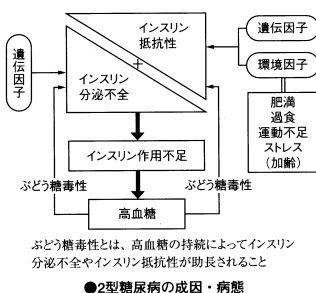 遺伝因子
インスリン
抵抗性
+
インスリン
分泌不全
遺伝因子
環境因子
肥満
過食
運動不足
ストレス
(加齢)
インスリン作用不足
ぶどう糖毒性
ぶどう糖毒性
高血糖
ぶどう糖毒性とは、高血糖の持続によってインスリン
分泌不全やインスリン抵抗性が助長されること
●2型糖尿病の成因・病態